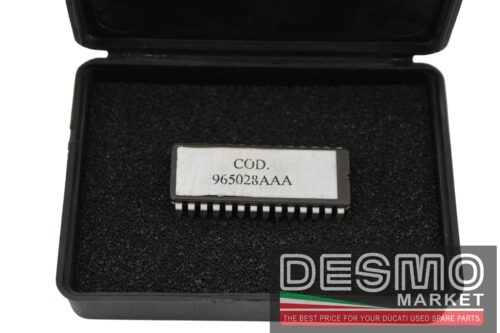 COD.
965028AAA
DESMO
MARKET
THE BEST PRICE FOR YOUR DUCATI USED SPARE PARTS